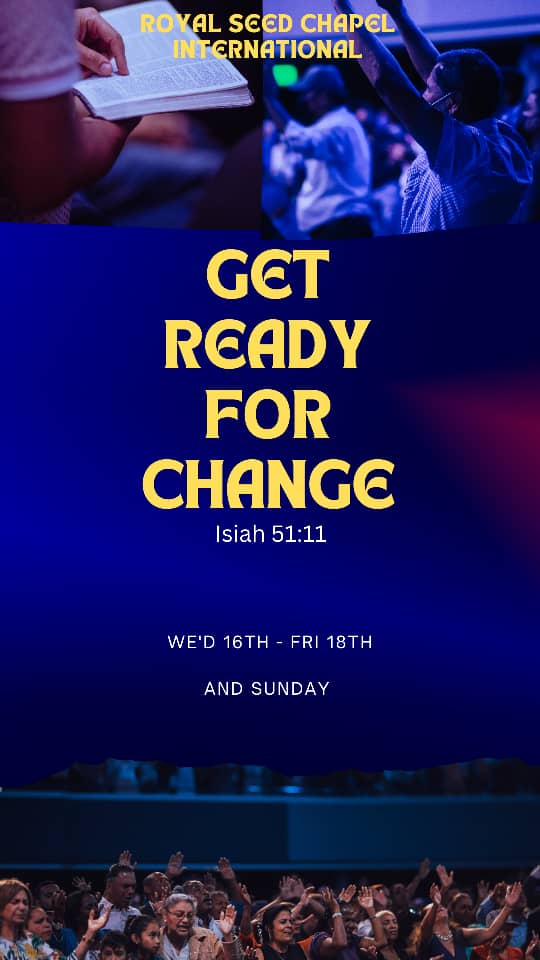 ROYAL SEED CHAPEL
INTERNATIONAL
GET
READY
FOR
CHANGE
Isiah 51:11
WE'D 16TH - FRI 18TH
AND SUNDAY